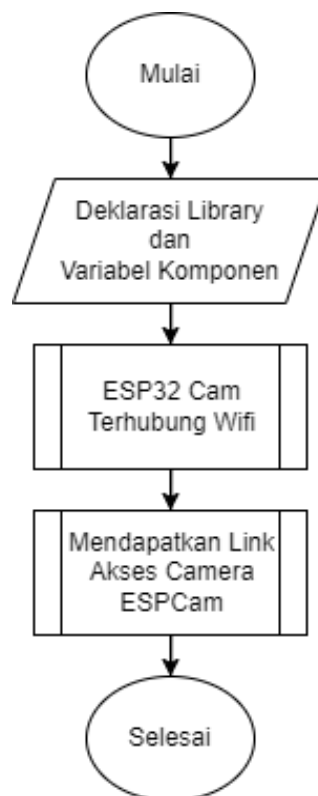 Mulai
Deklarasi Library
dan
Variabel Komponen
ESP32 Cam
Terhubung Wifi
Mendapatkan Link
Akses Camera
ESPCam
Selesai